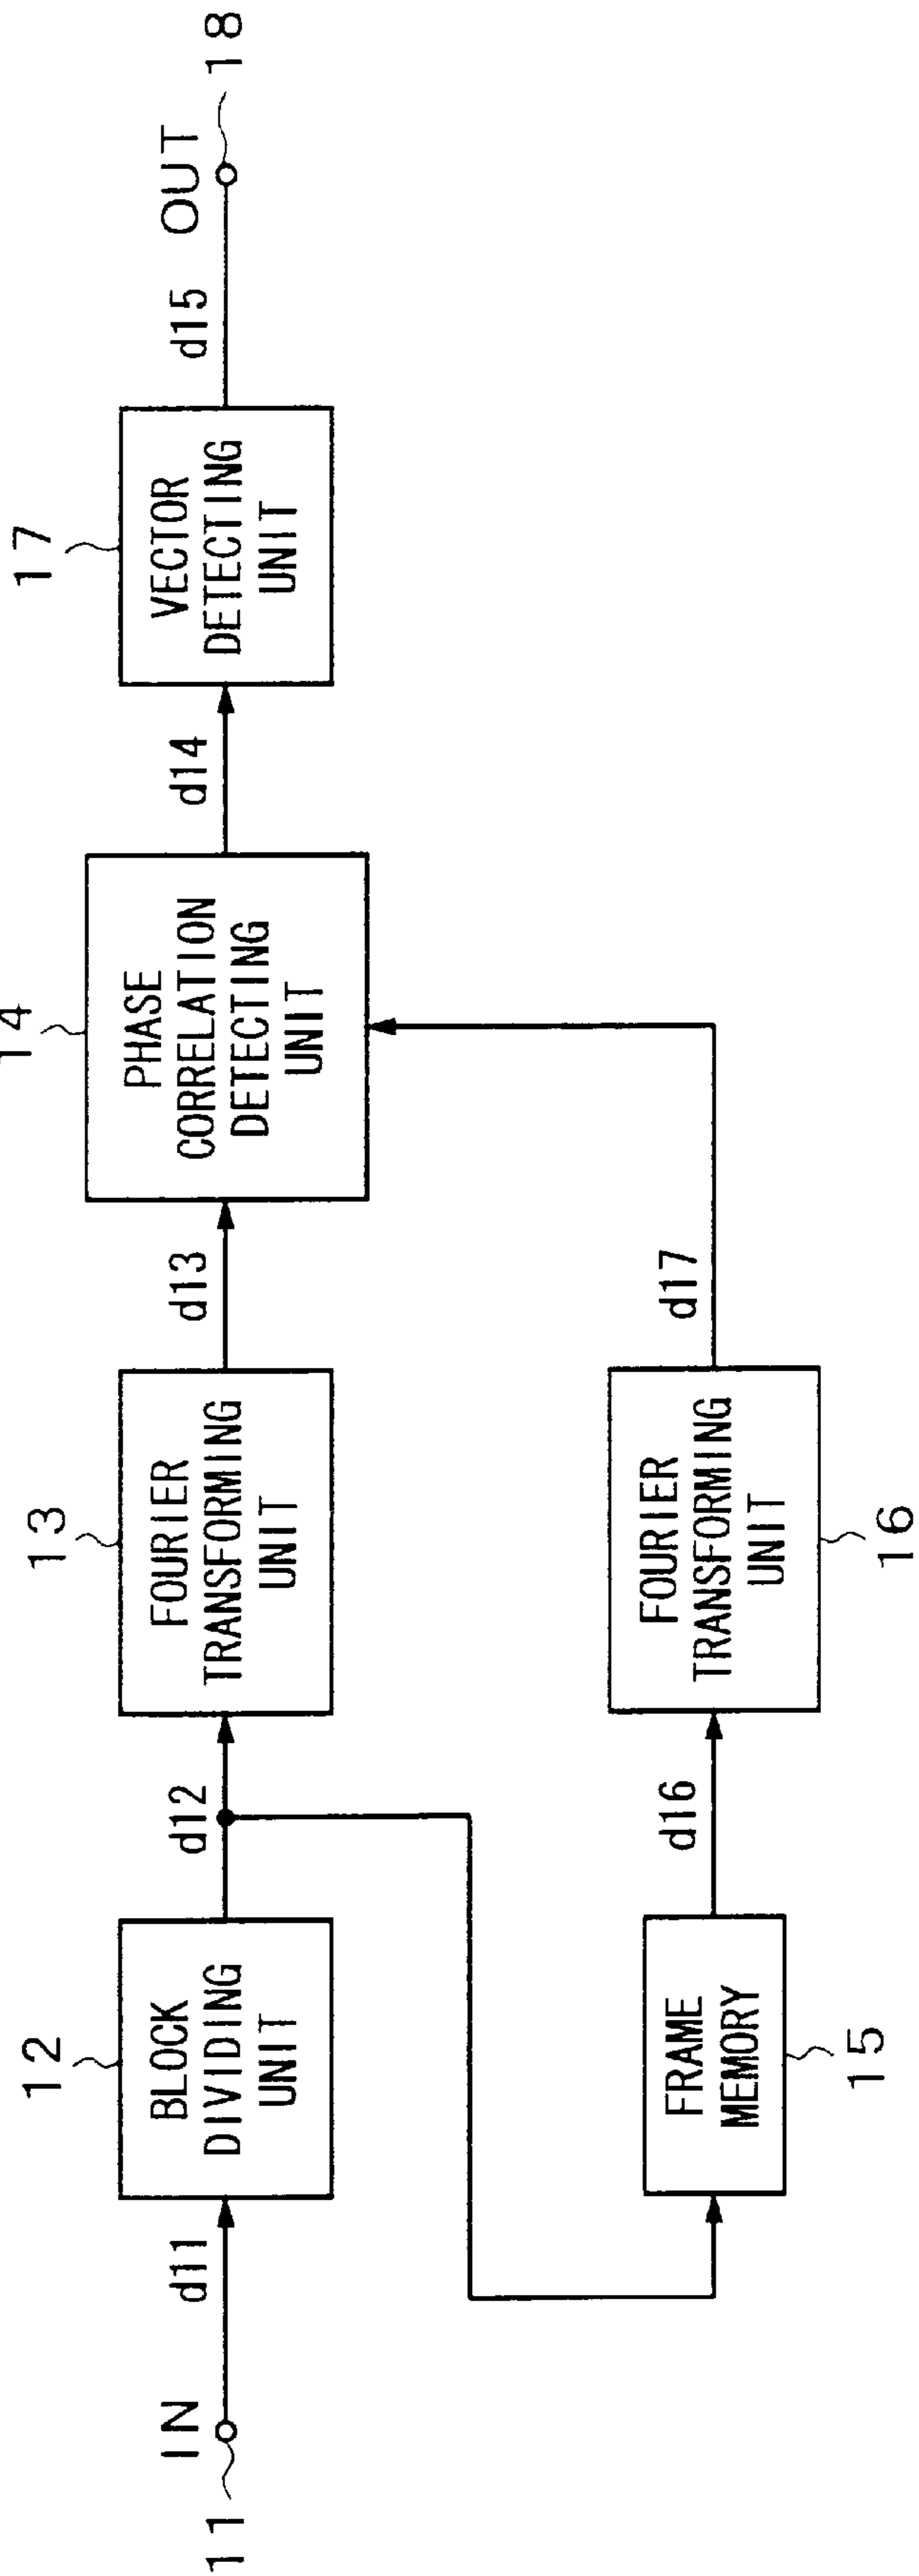 IN
11
d11
12
BLOCK
DIVIDING
UNIT
d12
13
FOURIER
TRANSFORMING
UNIT
d13
14
PHASE
CORRELATION
DETECTING
UNIT
d14
17
VECTOR
DETECTING
UNIT
d15
OUT
18
FRAME
MEMORY
15
d16
FOURIER
TRANSFORMING
UNIT
16
d17